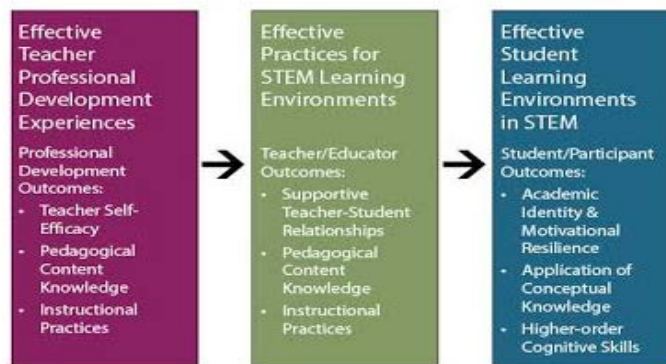 Effective
Teacher
Professional
Development
Experiences
Professional
Development
Outcomes:
• Teacher Self-
Efficacy
• Pedagogical
Content
Knowledge
• Instructional
Practices
Effective
Practices for
STEM Learning
Environments
Teacher/Educator
Outcomes:
• Supportive
Teacher-Student
Relationships
• Pedagogical
Content
Knowledge
• Instructional
Practices
Effective
Student
Learning
Environments
in STEM
Student/Participant
Outcomes:
• Academic
Identity &
Motivational
Resilience
• Application of
Conceptual
Knowledge
• Higher-order
Cognitive Skills